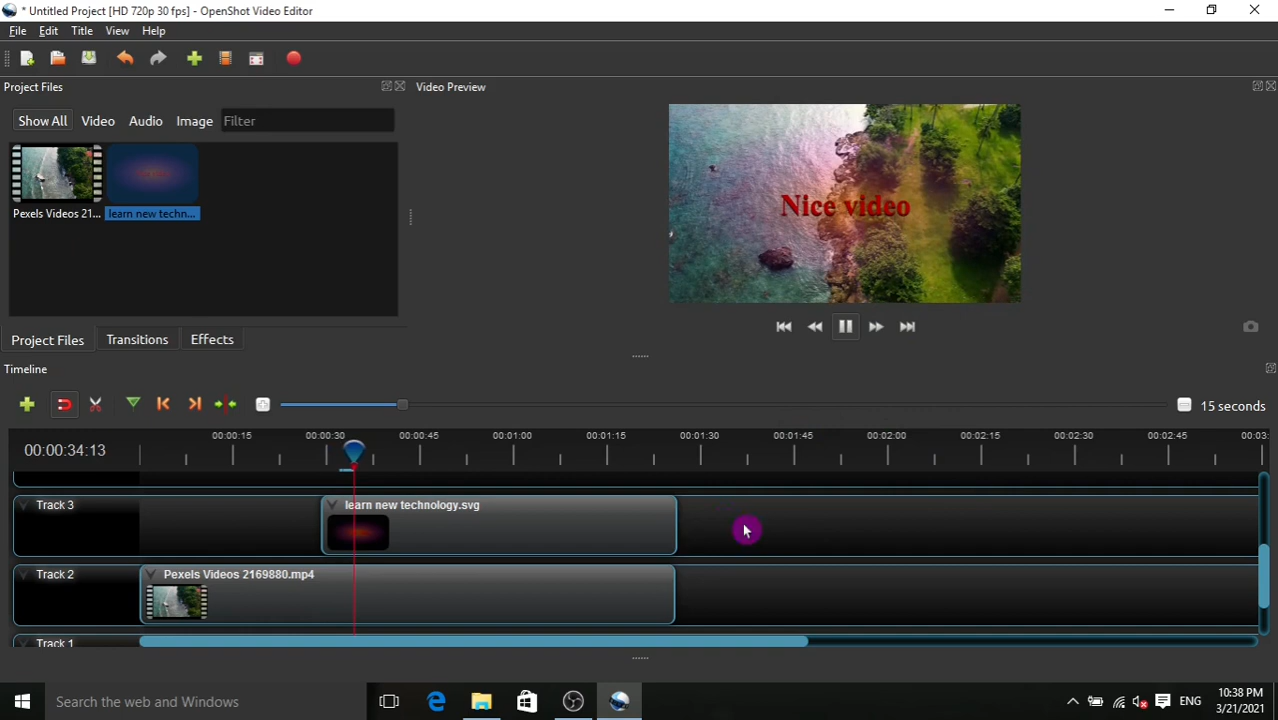 * Untitled Project [HD 720p 30 fps] - OpenShot Video Editor
File Edit Title View Help
Project Files
Video Preview
Show All Video Audio Image Filter
Pexels Videos 21... learn new techn...
Nice video
Project Files Transitions Effects
Timeline
15 seconds
00:00:34:13
00:00:15 00:00:30 00:00:45 00:01:00 00:01:15 00:01:30 00:01:45 00:02:00 00:02:15 00:02:30 00:02:45 00:03:
Track 3 learn new technology.svg
Track 2 Pexels Videos 2169880.mp4
Track 1
Search the web and Windows
ENG
10:38 PM
3/21/2021